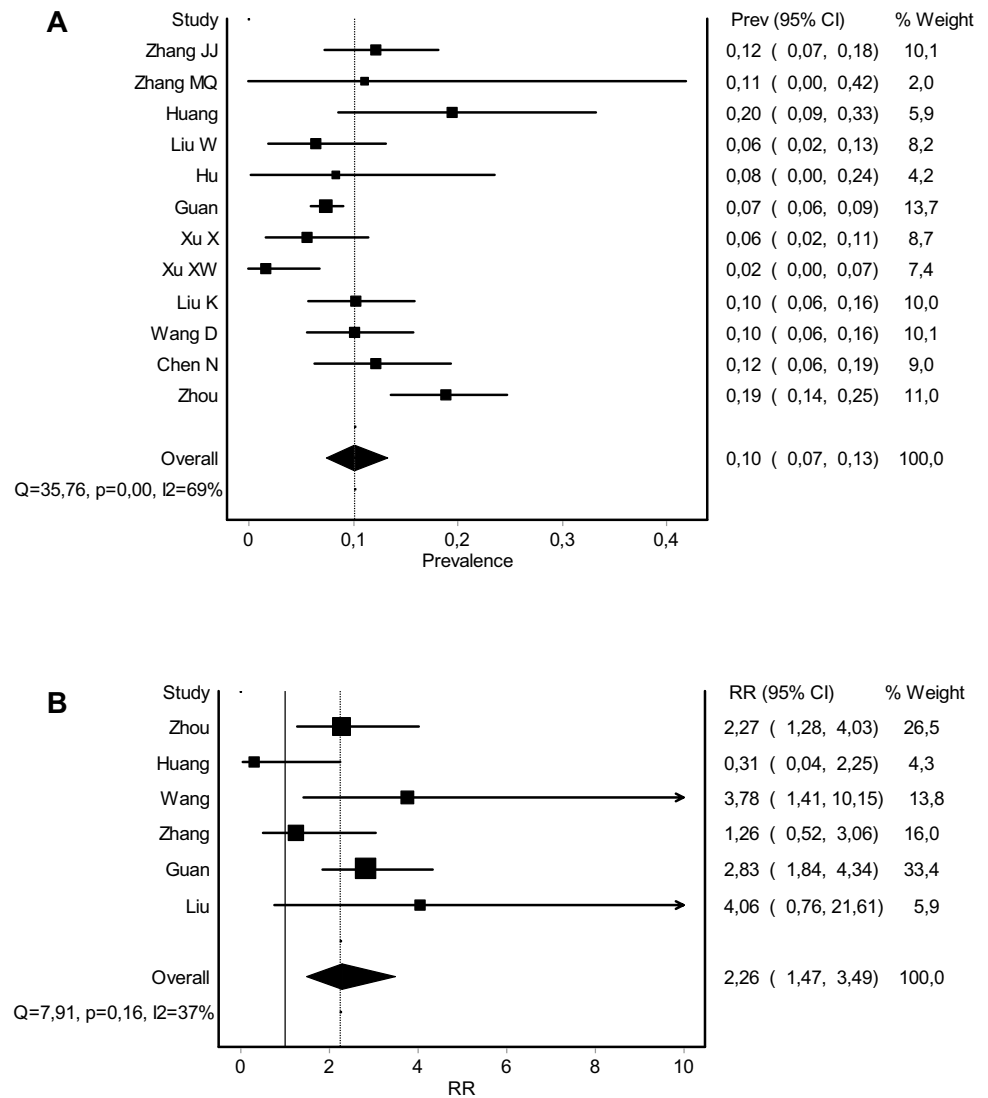 A
Study Prev (95% CI) % Weight
Zhang JJ 0,12 ( 0,07, 0,18) 10,1
Zhang MQ 0,11 ( 0,00, 0,42) 2,0
Huang 0,20 ( 0,09, 0,33) 5,9
Liu W 0,06 ( 0,02, 0,13) 8,2
Hu 0,08 ( 0,00, 0,24) 4,2
Guan 0,07 ( 0,06, 0,09) 13,7
Xu X 0,06 ( 0,02, 0,11) 8,7
Xu XW 0,02 ( 0,00, 0,07) 7,4
Liu K 0,10 ( 0,06, 0,16) 10,0
Wang D 0,10 ( 0,06, 0,16) 10,1
Chen N 0,12 ( 0,06, 0,19) 9,0
Zhou 0,19 ( 0,14, 0,25) 11,0
Overall 0,10 ( 0,07, 0,13) 100,0
Q=35,76, p=0,00, I2=69%
0 0,1 0,2 0,3 0,4
Prevalence
B
Study RR (95% CI) % Weight
Zhou 2,27 ( 1,28, 4,03) 26,5
Huang 0,31 ( 0,04, 2,25) 4,3
Wang 3,78 ( 1,41, 10,15) 13,8
Zhang 1,26 ( 0,52, 3,06) 16,0
Guan 2,83 ( 1,84, 4,34) 33,4
Liu 4,06 ( 0,76, 21,61) 5,9
Overall 2,26 ( 1,47, 3,49) 100,0
Q=7,91, p=0,16, I2=37%
0 2 4 6 8 10
RR